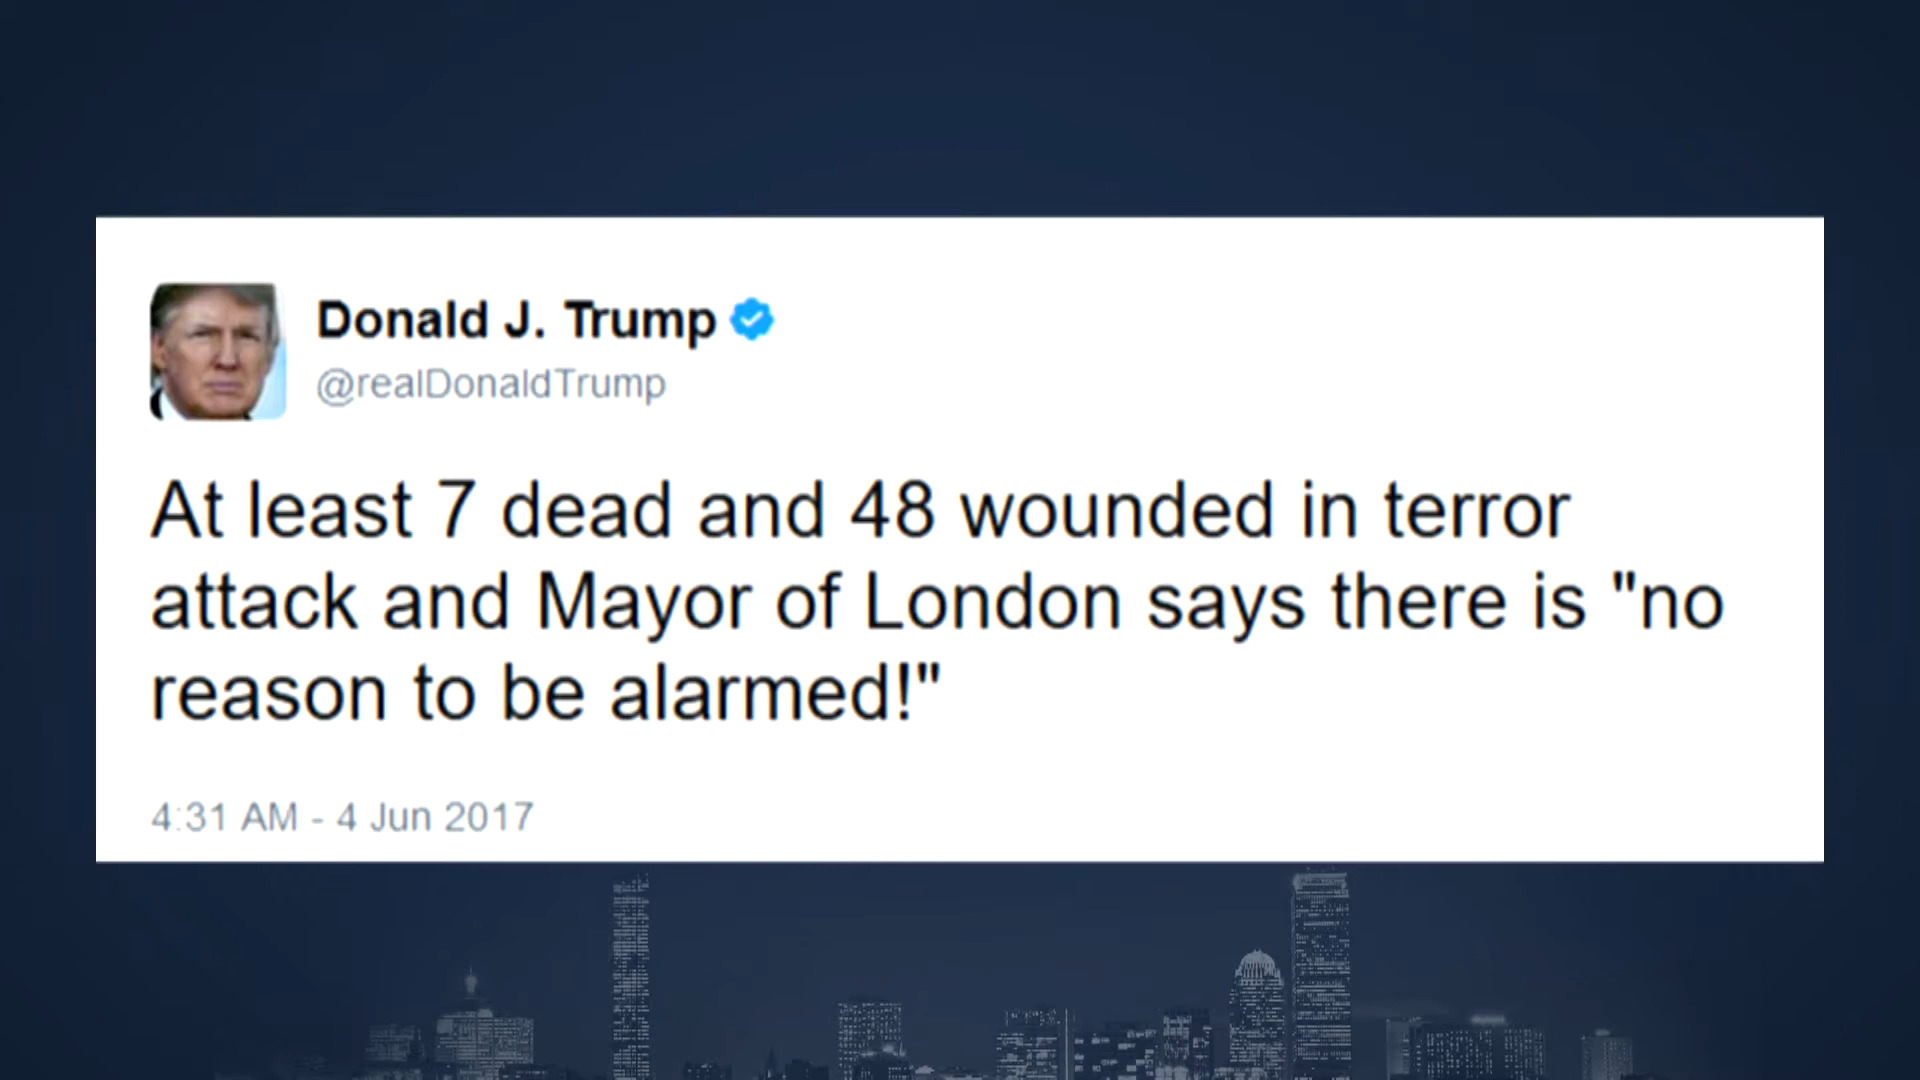 Donald J. Trump
@realDonaldTrump
At least 7 dead and 48 wounded in terror
attack and Mayor of London says there is "no
reason to be alarmed!"
4:31 AM - 4 Jun 2017